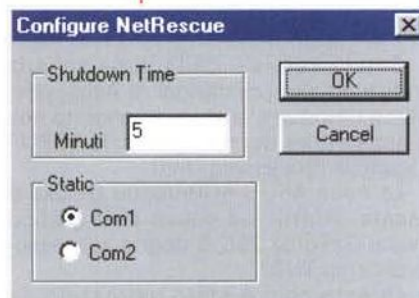 Configure NetRescue
Shutdown Time
Minuti 5
OK
Cancel
Static
Com1
Com2